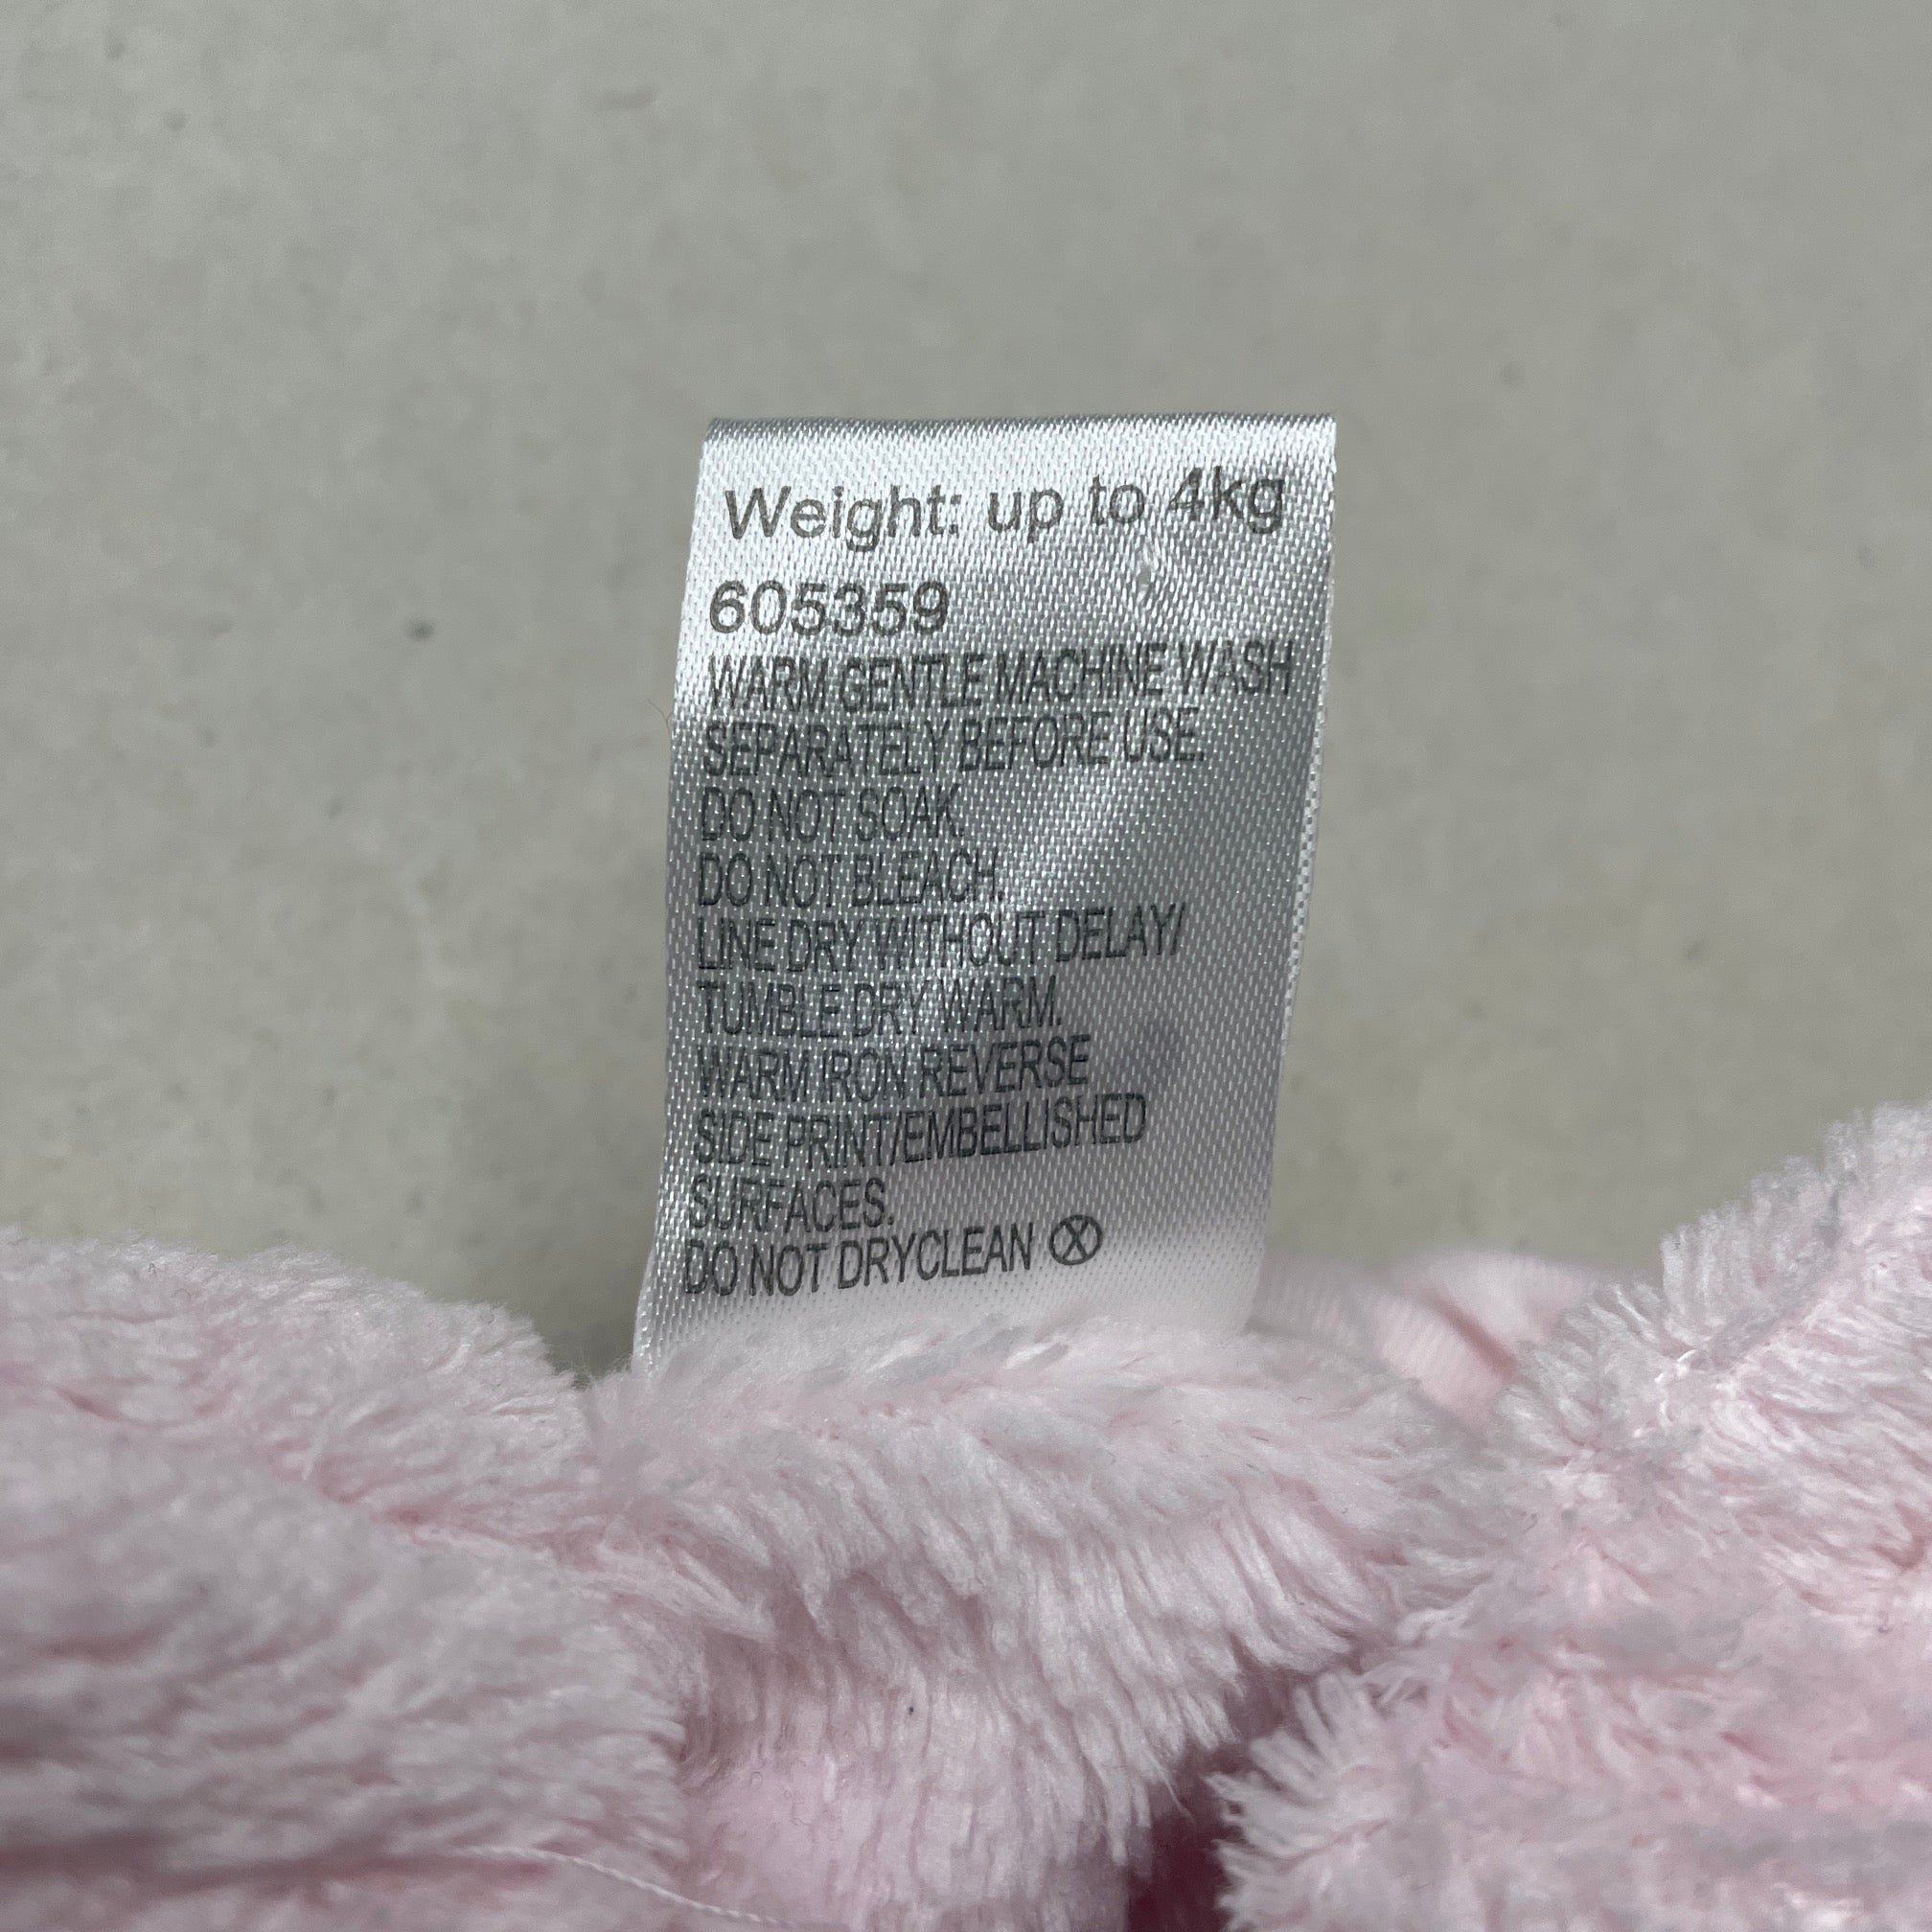 Weight: up to 4kg
605359
WARM GENTLE MACHINE WASH
SEPARATELY BEFORE USE.
DO NOT SOAK.
DO NOT BLEACH.
LINE DRY WITHOUT DELAY/
TUMBLE DRY WARM.
WARM IRON REVERSE
SIDE PRINT/EMBELLISHED
SURFACES.
DO NOT DRYCLEAN Ⓧ